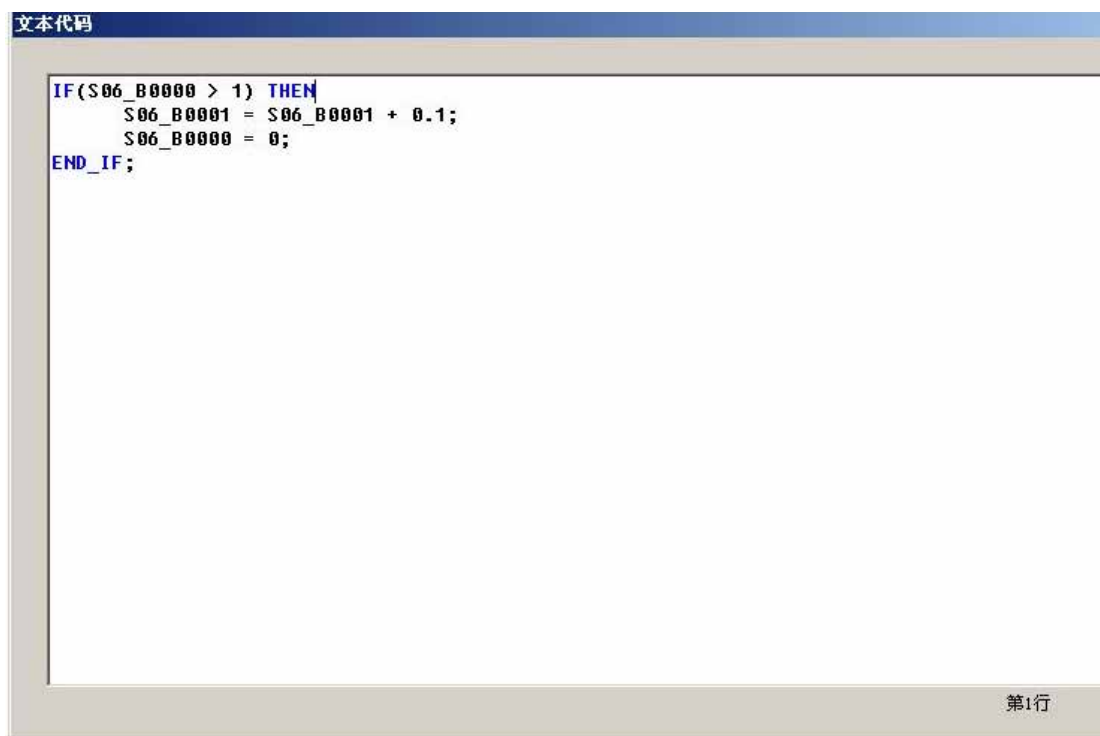 文本代码
IF(S06_B0000 > 1) THEN
S06_B0001 = S06_B0001 + 0.1;
S06_B0000 = 0;
END_IF;
第1行